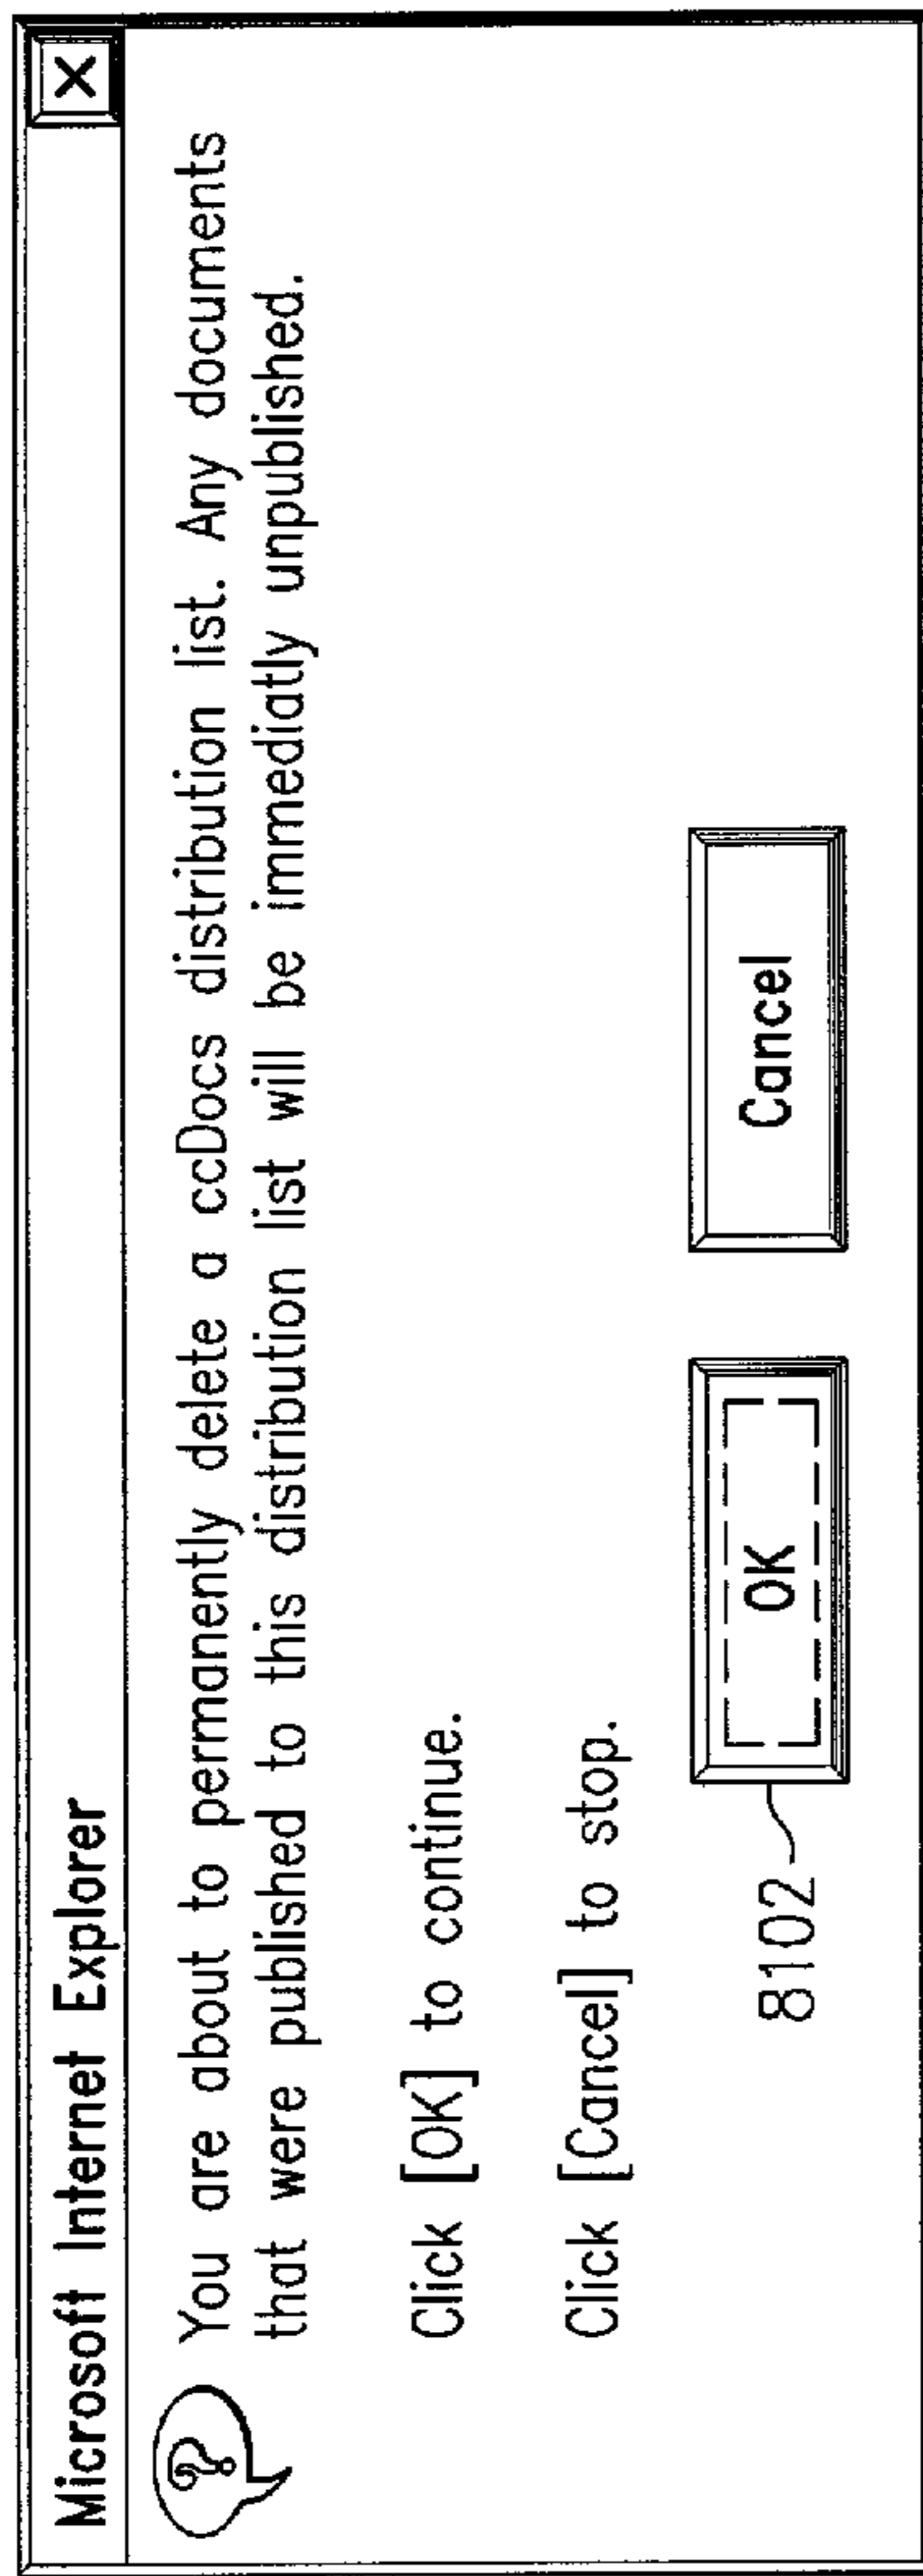 Microsoft Internet Explorer
X
?
You are about to permanently delete a ccDocs distribution list. Any documents
that were published to this distribution list will be immediatly unpublished.
Click [OK] to continue.
Click [Cancel] to stop.
8102
OK
Cancel